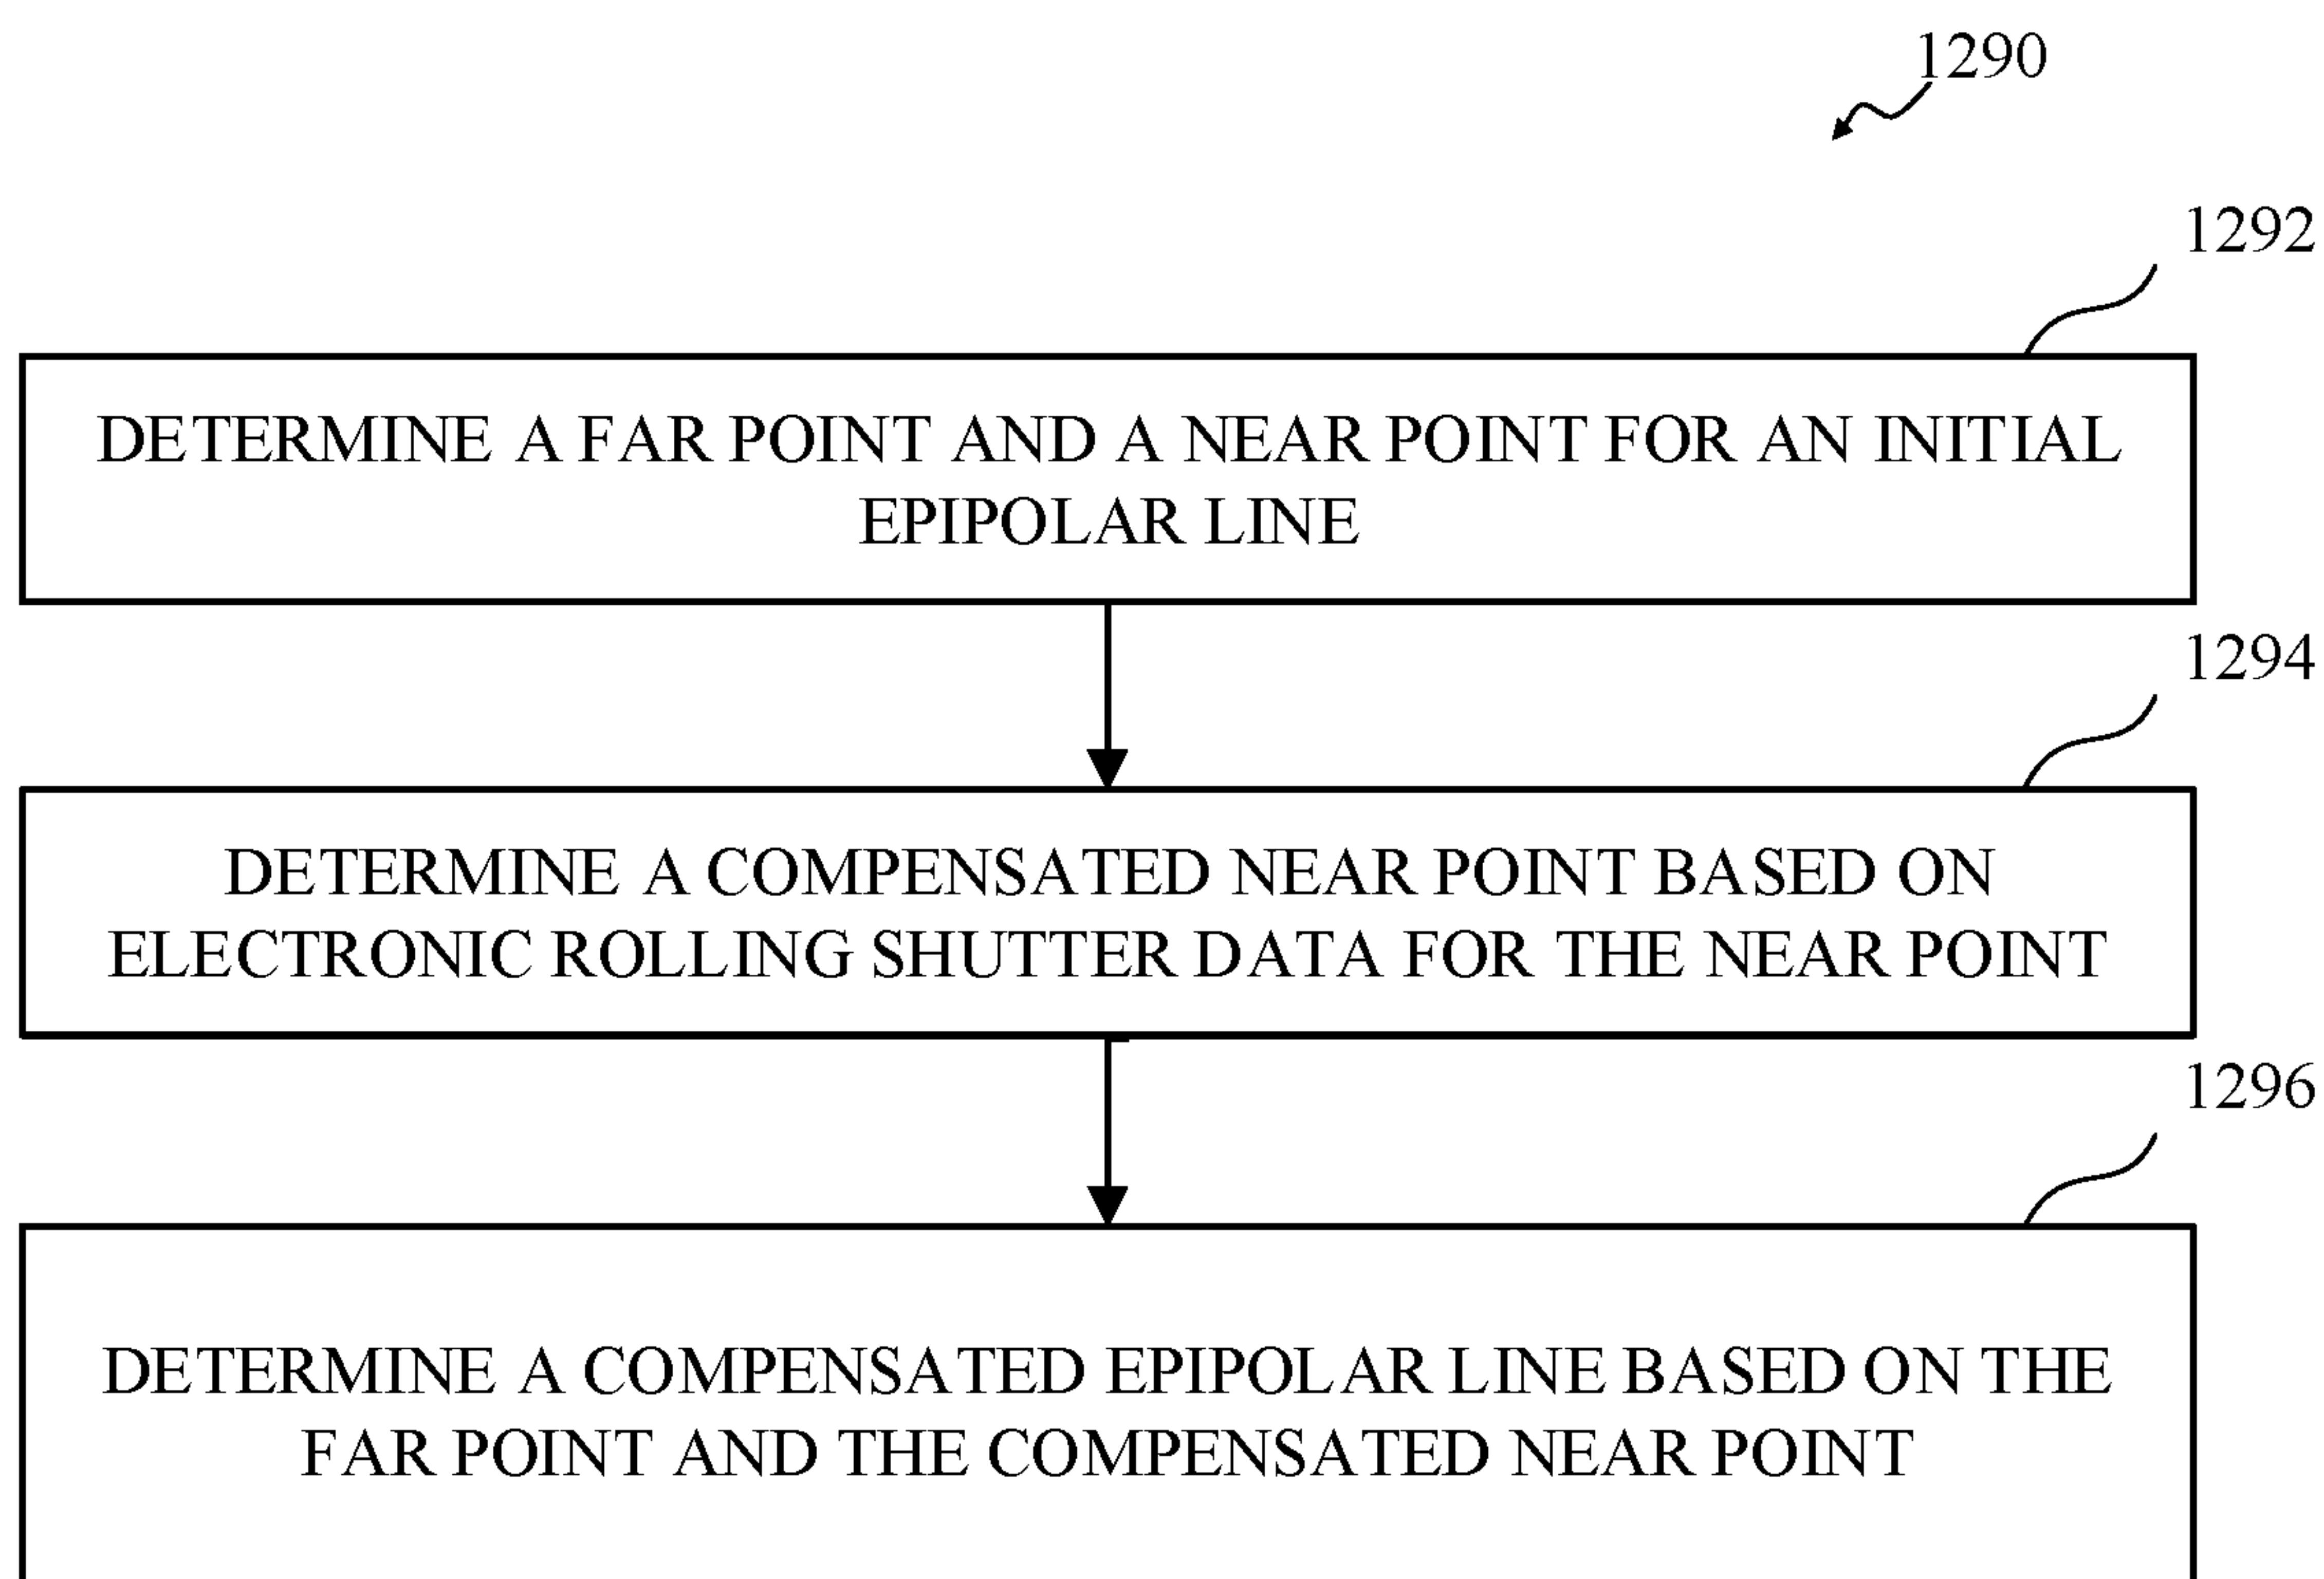 1290
1292
DETERMINE A FAR POINT AND A NEAR POINT FOR AN INITIAL
EPIPOLAR LINE
1294
DETERMINE A COMPENSATED NEAR POINT BASED ON
ELECTRONIC ROLLING SHUTTER DATA FOR THE NEAR POINT
1296
DETERMINE A COMPENSATED EPIPOLAR LINE BASED ON THE
FAR POINT AND THE COMPENSATED NEAR POINT